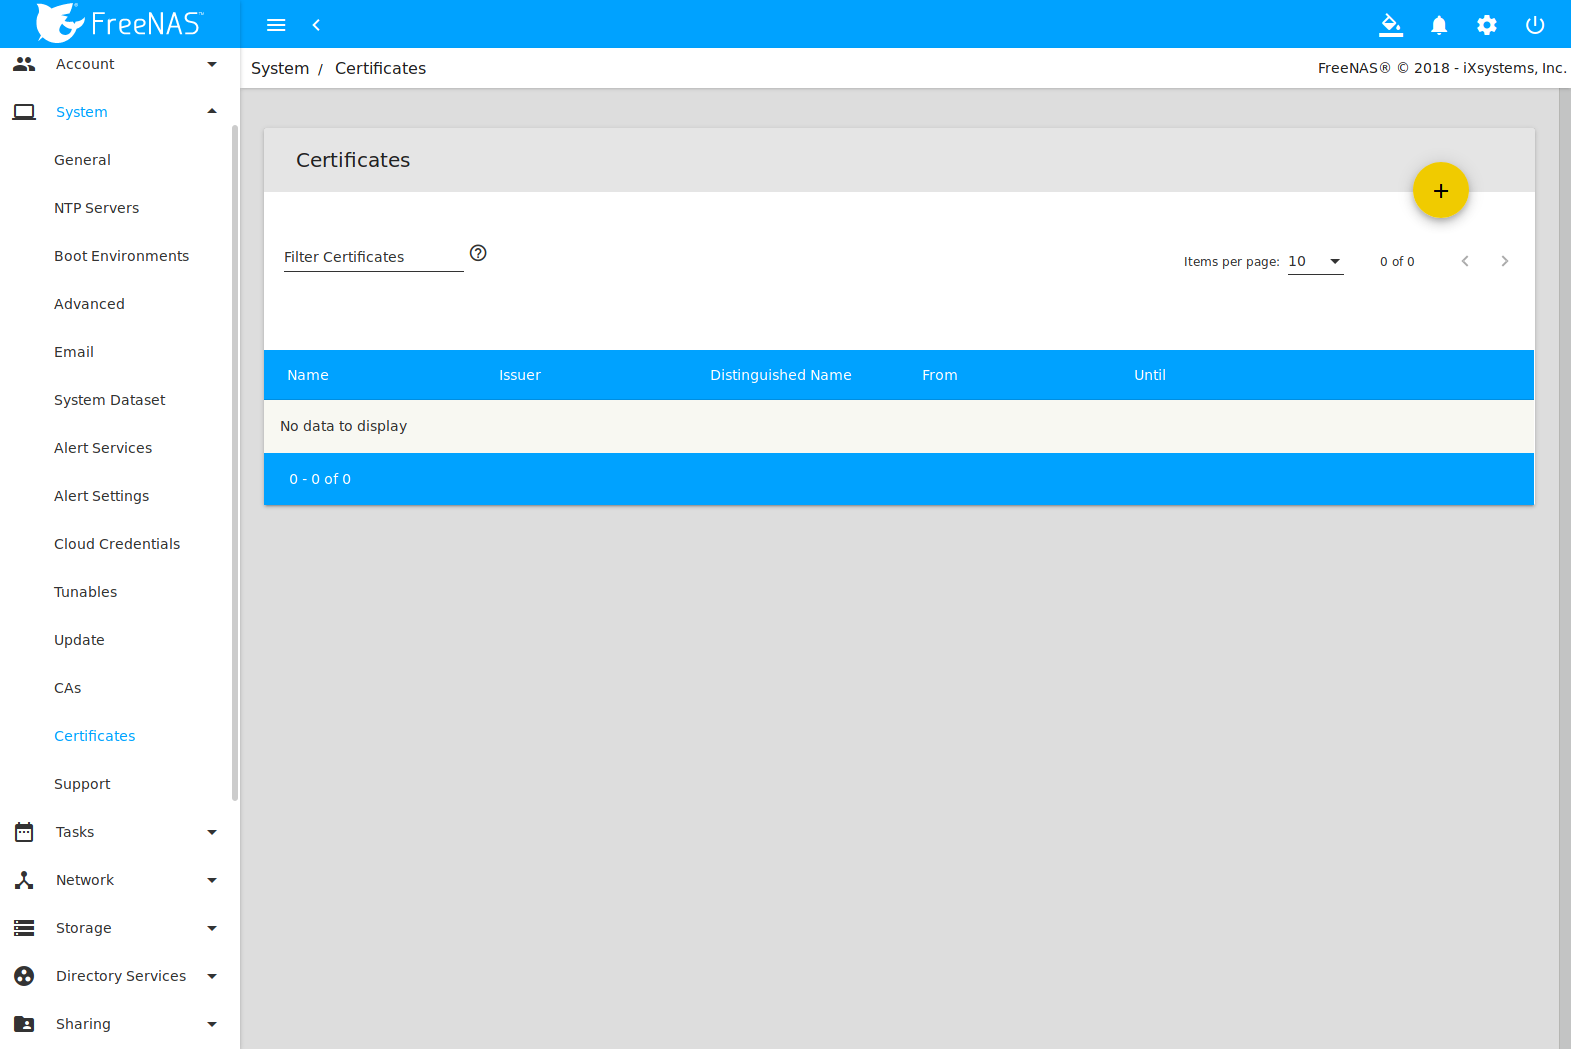 FreeNAS™
System / Certificates
FreeNAS® © 2018 - iXsystems, Inc.
Account
System
General
NTP Servers
Boot Environments
Advanced
Email
System Dataset
Alert Services
Alert Settings
Cloud Credentials
Tunables
Update
CAs
Certificates
Support
Tasks
Network
Storage
Directory Services
Sharing
Certificates
Filter Certificates
Items per page: 10 0 of 0
Name Issuer Distinguished Name From Until
No data to display
0 - 0 of 0